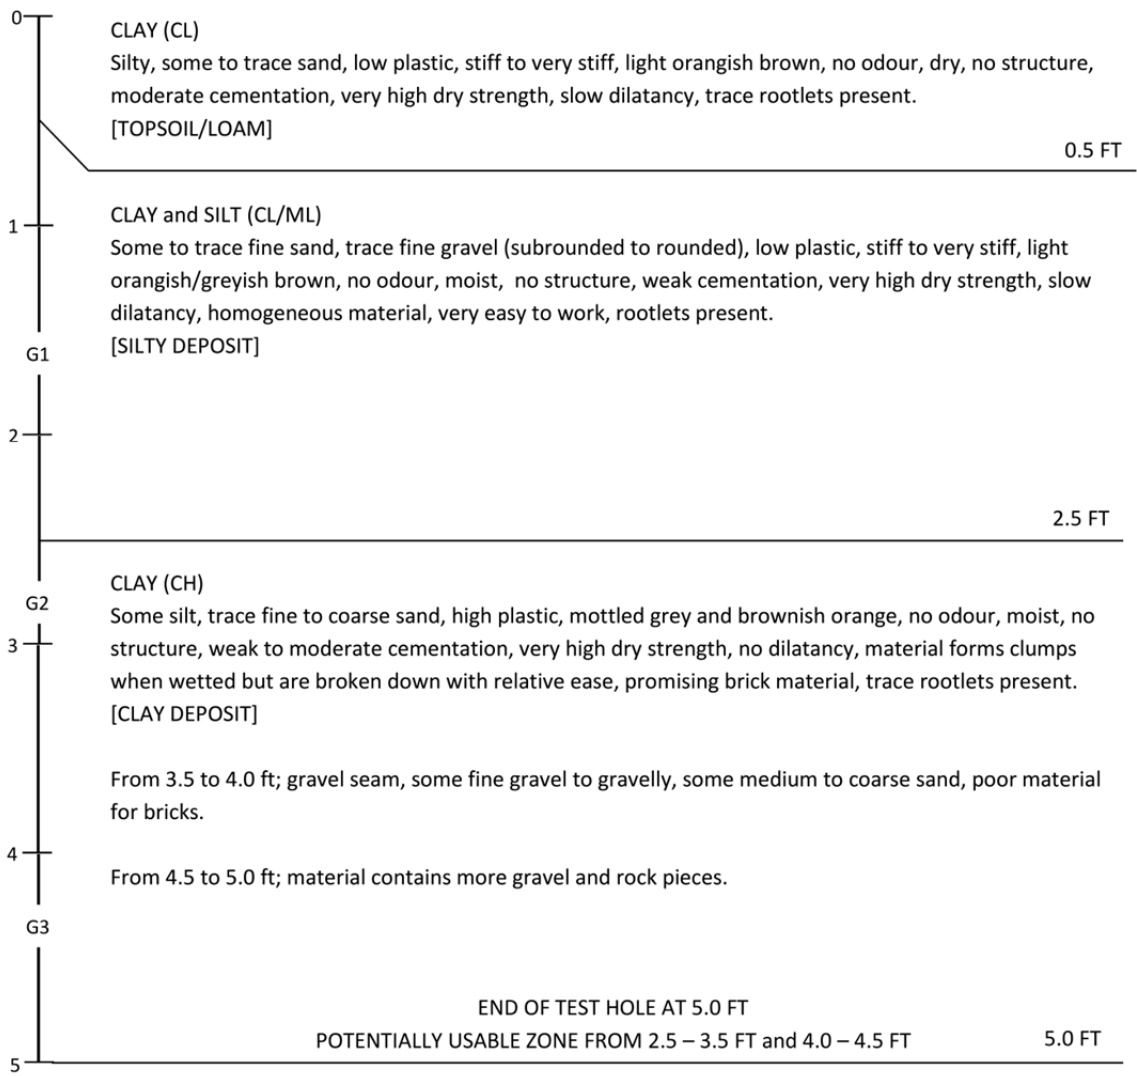 0
CLAY (CL)
Silty, some to trace sand, low plastic, stiff to very stiff, light orangish brown, no odour, dry, no structure,
moderate cementation, very high dry strength, slow dilatancy, trace rootlets present.
[TOPSOIL/LOAM]
0.5 FT
1
CLAY and SILT (CL/ML)
Some to trace fine sand, trace fine gravel (subrounded to rounded), low plastic, stiff to very stiff, light
orangish/greyish brown, no odour, moist,  no structure, weak cementation, very high dry strength, slow
dilatancy, homogeneous material, very easy to work, rootlets present.
[SILTY DEPOSIT]
G1
2
2.5 FT
CLAY (CH)
G2
Some silt, trace fine to coarse sand, high plastic, mottled grey and brownish orange, no odour, moist, no
3
structure, weak to moderate cementation, very high dry strength, no dilatancy, material forms clumps
when wetted but are broken down with relative ease, promising brick material, trace rootlets present.
[CLAY DEPOSIT]
From 3.5 to 4.0 ft; gravel seam, some fine gravel to gravelly, some medium to coarse sand, poor material
for bricks.
4
From 4.5 to 5.0 ft; material contains more gravel and rock pieces.
G3
END OF TEST HOLE AT 5.0 FT
POTENTIALLY USABLE ZONE FROM 2.5 – 3.5 FT and 4.0 – 4.5 FT
5.0 FT
5